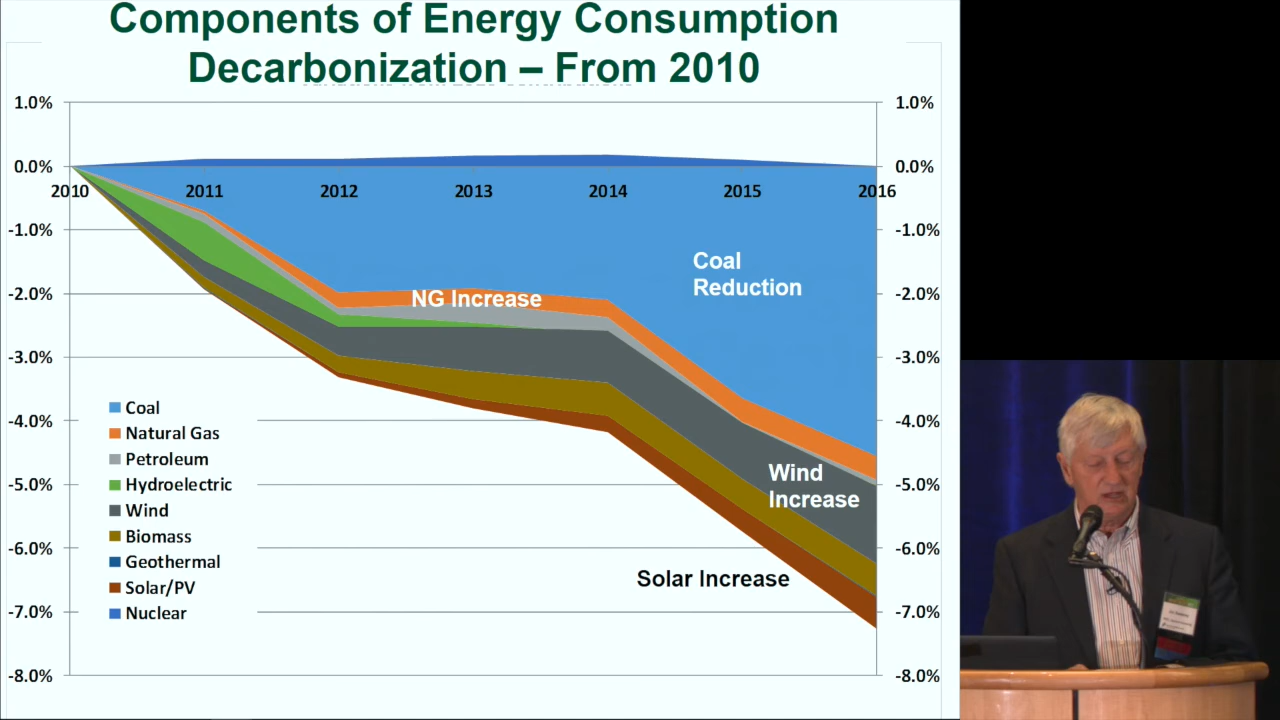 Components of Energy Consumption
Decarbonization – From 2010
1.0%
1.0%
0.0%
0.0%
2010
2011
2012
2013
2014
2015
2016
-1.0%
-1.0%
Coal
Reduction
-2.0%
NG Increase
-2.0%
-3.0%
-3.0%
Coal
-4.0%
-4.0%
Natural Gas
Petroleum
Wind
Increase
-5.0%
Hydroelectric
-5.0%
Wind
Biomass
-6.0%
-6.0%
Geothermal
Solar Increase
Solar/PV
-7.0%
Nuclear
-7.0%
-8.0%
-8.0%